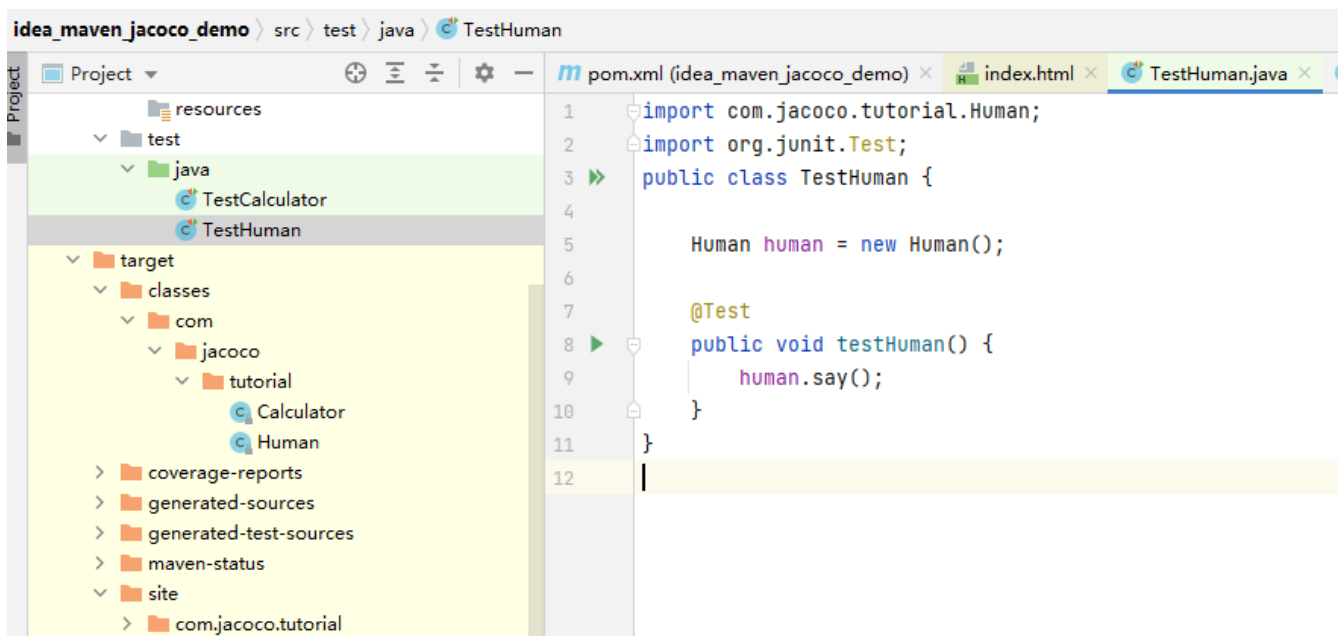 idea_maven_jacoco_demo 〉 src 〉 test 〉 java 〉 TestHuman
Project
Project
resources
test
java
TestCalculator
TestHuman
target
classes
com
jacoco
tutorial
Calculator
Human
coverage-reports
generated-sources
generated-test-sources
maven-status
site
com.jacoco.tutorial
pom.xml (idea_maven_jacoco_demo) index.html TestHuman.java
1 import com.jacoco.tutorial.Human;
2 import org.junit.Test;
3 public class TestHuman {
4
5 Human human = new Human();
6
7 @Test
8 public void testHuman() {
9 human.say();
10 }
11 }
12